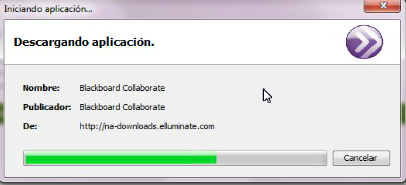 Iniciando aplicación...
Descargando aplicación.
Nombre: Blackboard Collaborate
Publicador: Blackboard Collaborate
De: http://na-downloads.elluminate.com
Cancelar